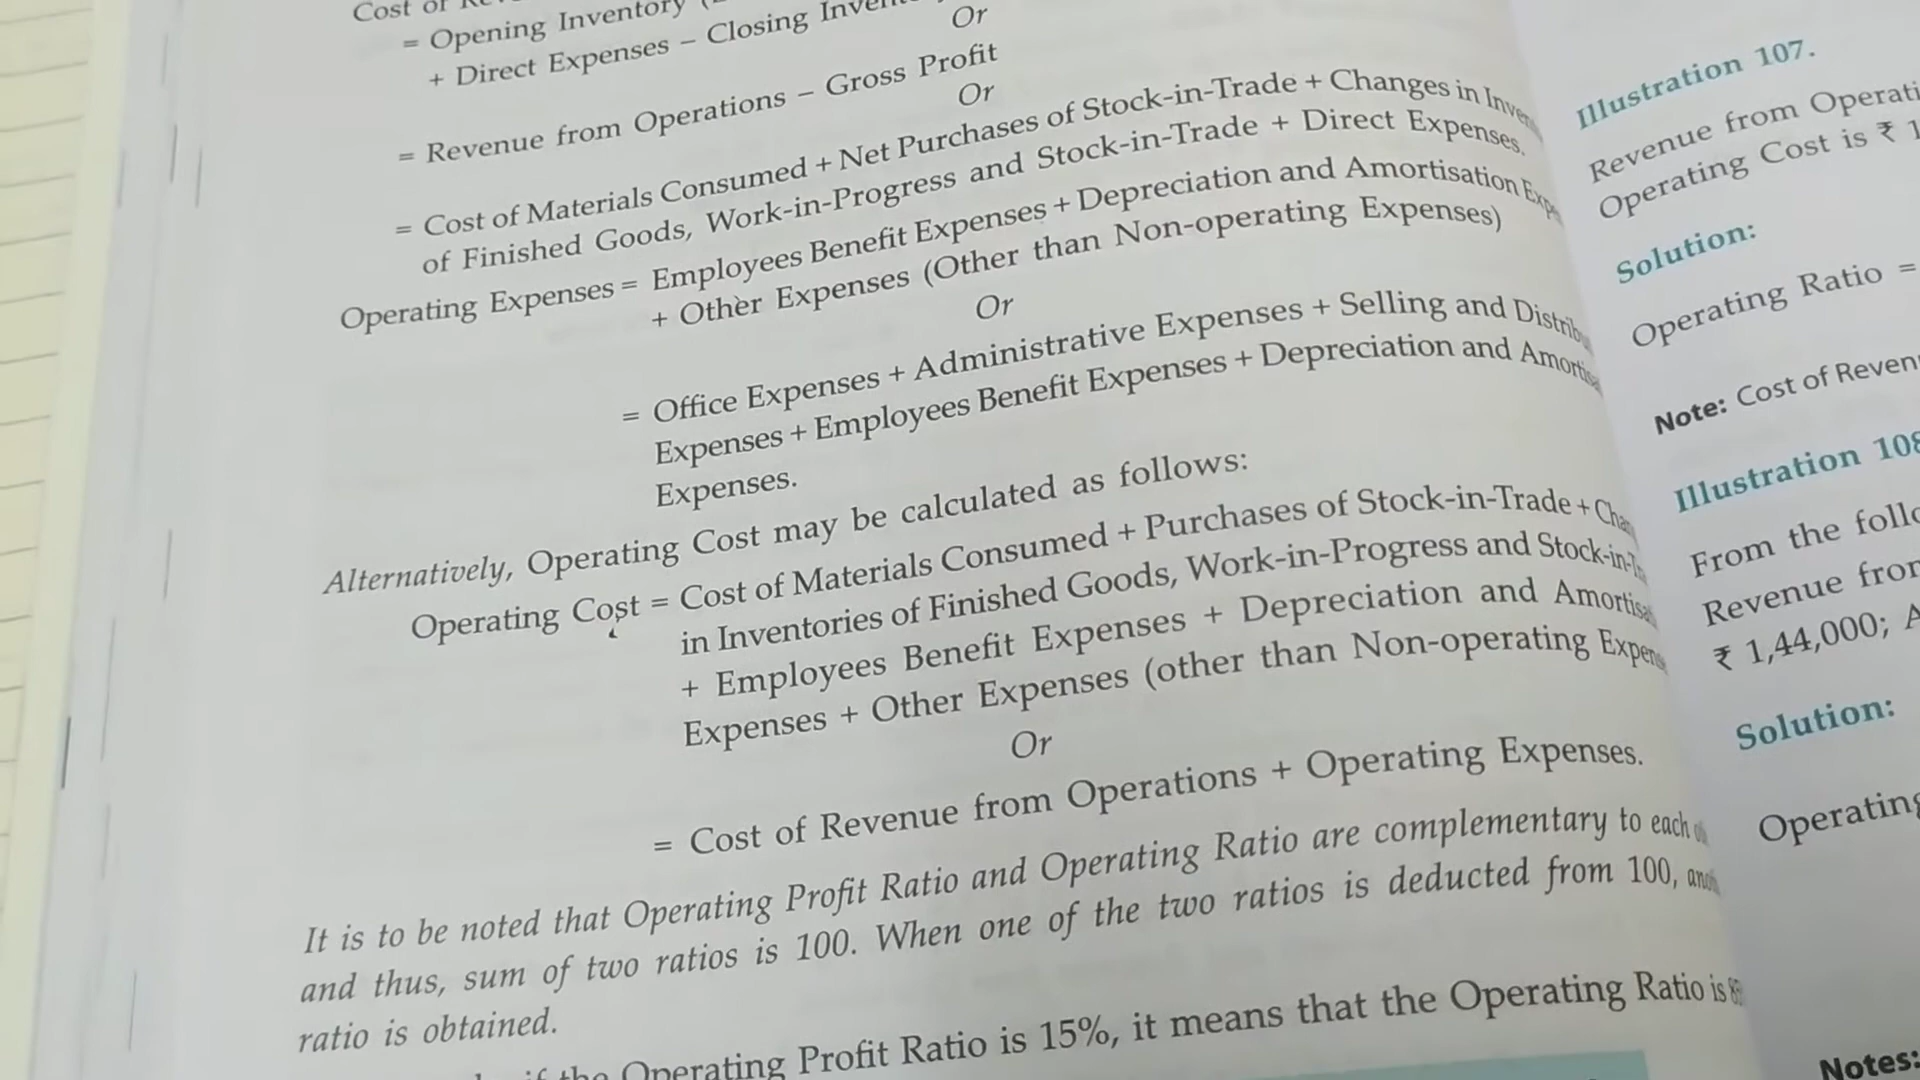 Cost of
= Opening Inventory
+ Direct Expenses – Closing
Or
= Revenue from Operations – Gross Profit
Or
= Cost of Materials Consumed + Net Purchases of Stock-in-Trade + Changes in
of Finished Goods, Work-in-Progress and Stock-in-Trade + Direct Expenses.
Operating Expenses = Employees Benefit Expenses + Depreciation and Amortisation
+ Other Expenses (Other than Non-operating Expenses)
Or
= Office Expenses + Administrative Expenses + Selling and
Expenses + Employees Benefit Expenses + Depreciation and
Expenses.
Alternatively, Operating Cost may be calculated as follows:
Operating Cost = Cost of Materials Consumed + Purchases of Stock-in-Trade +
in Inventories of Finished Goods, Work-in-Progress and
+ Employees Benefit Expenses + Depreciation and
Expenses + Other Expenses (other than Non-operating
Or
= Cost of Revenue from Operations + Operating Expenses.
It is to be noted that Operating Profit Ratio and Operating Ratio are complementary to each
and thus, sum of two ratios is 100. When one of the two ratios is deducted from 100,
ratio is obtained.
if the Operating Profit Ratio is 15%, it means that the Operating Ratio is
Illustration 107.
Revenue from
Operating Cost is ₹
Solution:
Operating Ratio =
Note: Cost of
Illustration 108
From the
Revenue
₹ 1,44,000;
Solution:
Operating
Notes: